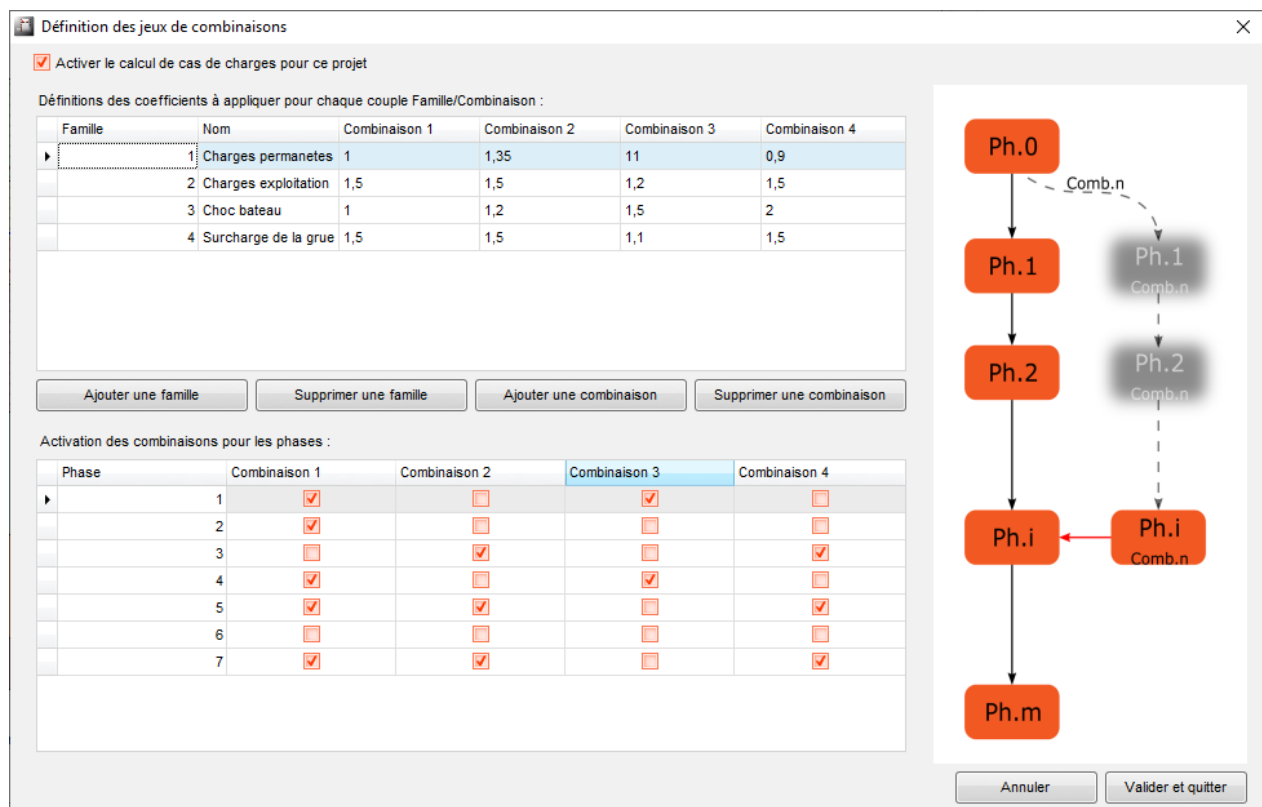 Définition des jeux de combinaisons
Activer le calcul de cas de charges pour ce projet
Définitions des coefficients à appliquer pour chaque couple Famille/Combinaison :
Famille Nom Combinaison 1 Combinaison 2 Combinaison 3 Combinaison 4
1 Charges permanetes 1 1,35 11 0,9
2 Charges exploitation 1,5 1,5 1,2 1,5
3 Choc bateau 1 1,2 1,5 2
4 Surcharge de la grue 1,5 1,5 1,1 1,5
Ajouter une famille Supprimer une famille Ajouter une combinaison Supprimer une combinaison
Activation des combinaisons pour les phases :
Phase Combinaison 1 Combinaison 2 Combinaison 3 Combinaison 4
1
2
3
4
5
6
7
Ph.0
Comb.n
Ph.1
Ph.1
Comb.n
Ph.2
Ph.2
Comb.n
Ph.i
Ph.i
Comb.n
Ph.m
Annuler Valider et quitter